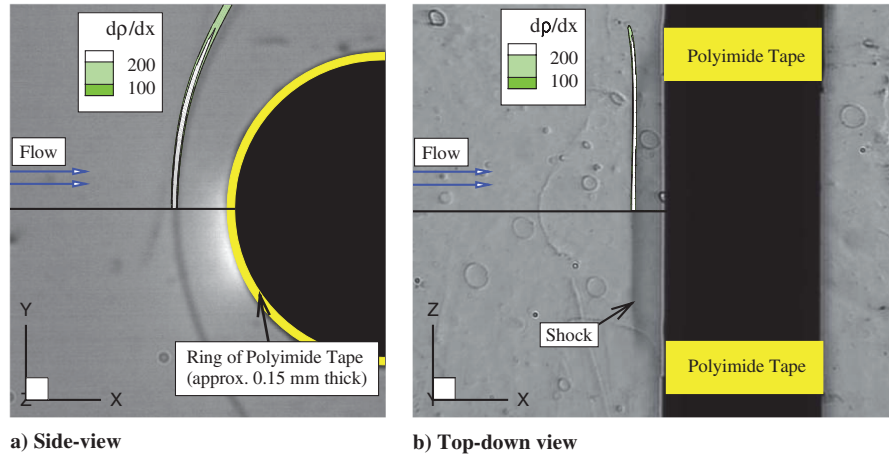 dρ/dx
200
100
Flow
Y
Z
X
Ring of Polyimide Tape
(approx. 0.15 mm thick)
a) Side-view
dρ/dx
200
100
Polyimide Tape
Flow
Z
Y
X
Shock
Polyimide Tape
b) Top-down view